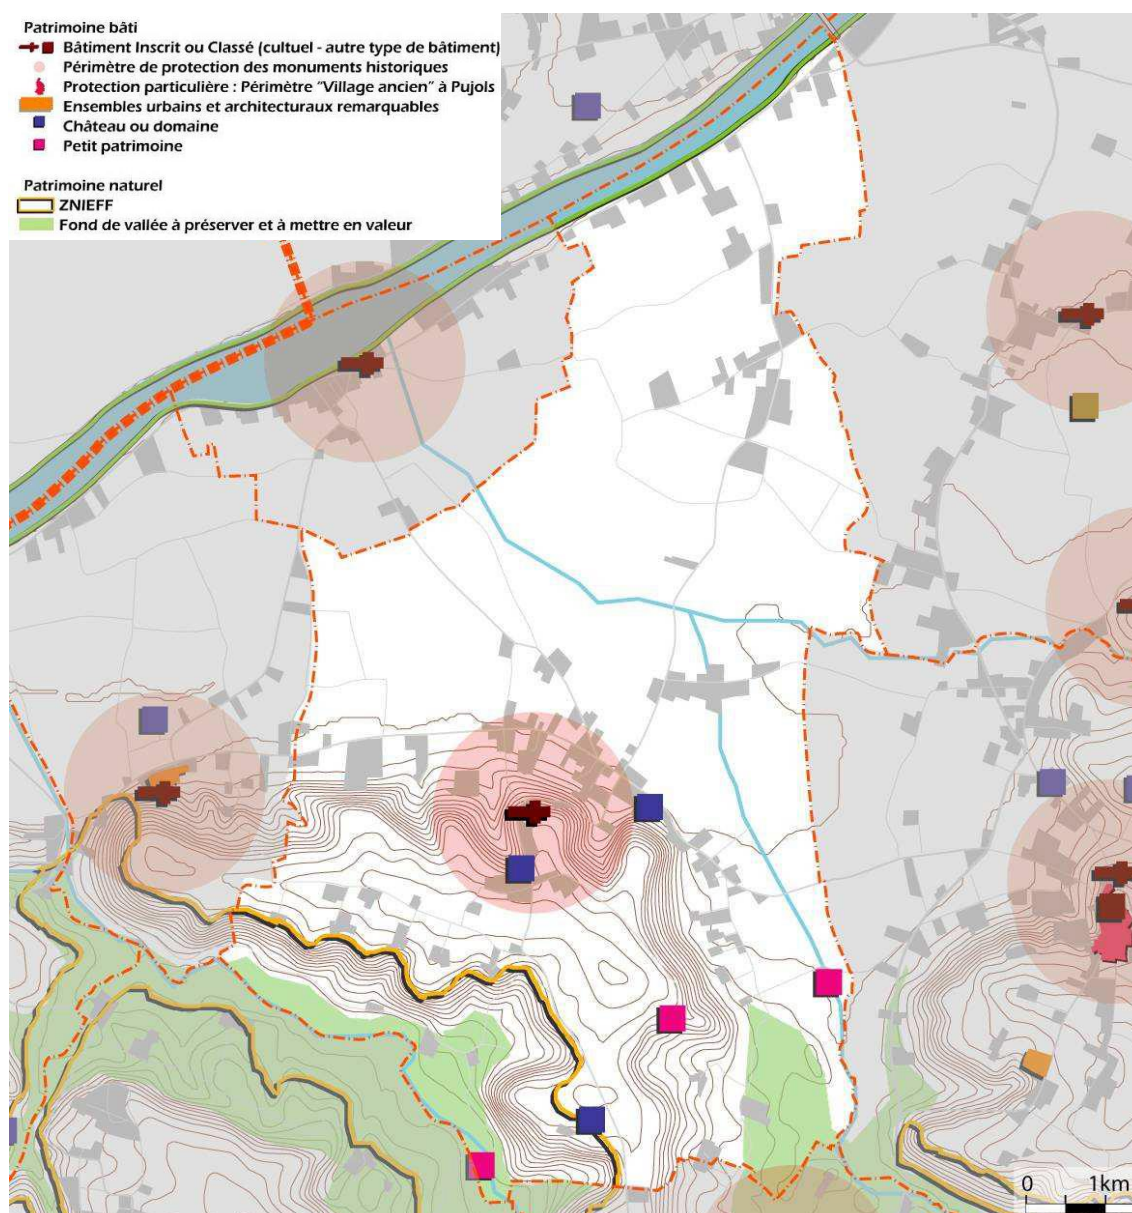 Patrimoine bâti
Bâtiment Inscrit ou Classé (cultuel - autre type de bâtiment)
Périmètre de protection des monuments historiques
Protection particulière : Périmètre "Village ancien" à Pujols
Ensembles urbains et architecturaux remarquables
Château ou domaine
Petit patrimoine
Patrimoine naturel
ZNIEFF
Fond de vallée à préserver et à mettre en valeur
0 1km